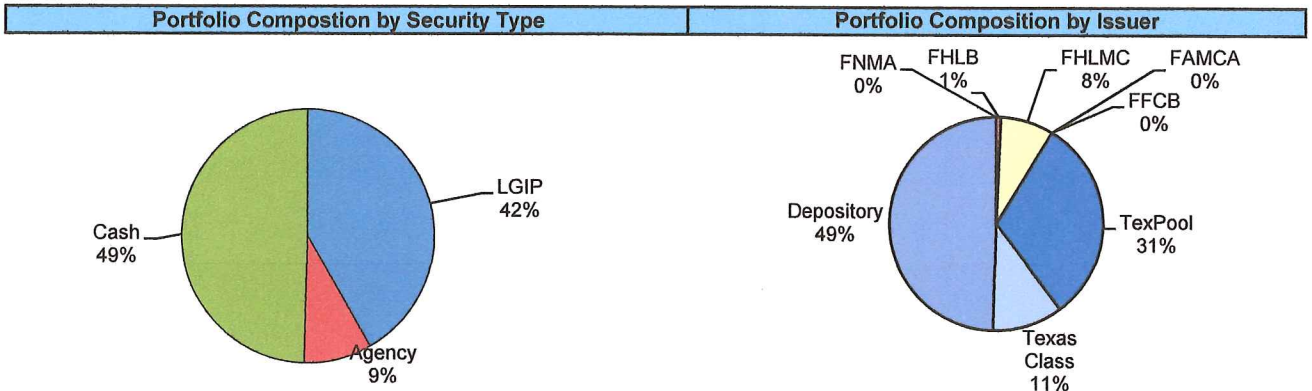 Portfolio Compostion by Security Type
LGIP
42%
Agency
9%
Cash
49%
Portfolio Composition by Issuer
FNMA
0%
FHLB
1%
FHLMC
8%
FAMCA
0%
FFCB
0%
TexPool
31%
Texas
Class
11%
Depository
49%